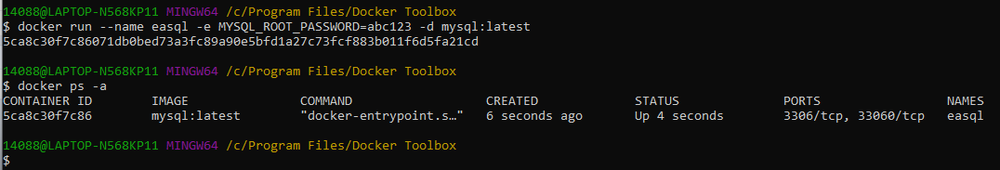 14088@LAPTOP-N568KP11 MINGW64 /c/Program Files/Docker Toolbox
$ docker run --name easql -e MYSQL_ROOT_PASSWORD=abc123 -d mysql:latest
5ca8c30f7c86071db0bed73a3fc89a90e5bfd1a27c73fcf883b011f6d5fa21cd
14088@LAPTOP-N568KP11 MINGW64 /c/Program Files/Docker Toolbox
$ docker ps -a
CONTAINER ID IMAGE COMMAND CREATED STATUS PORTS NAMES
5ca8c30f7c86 mysql:latest "docker-entrypoint.s…" 6 seconds ago Up 4 seconds 3306/tcp, 33060/tcp easql
14088@LAPTOP-N568KP11 MINGW64 /c/Program Files/Docker Toolbox
$